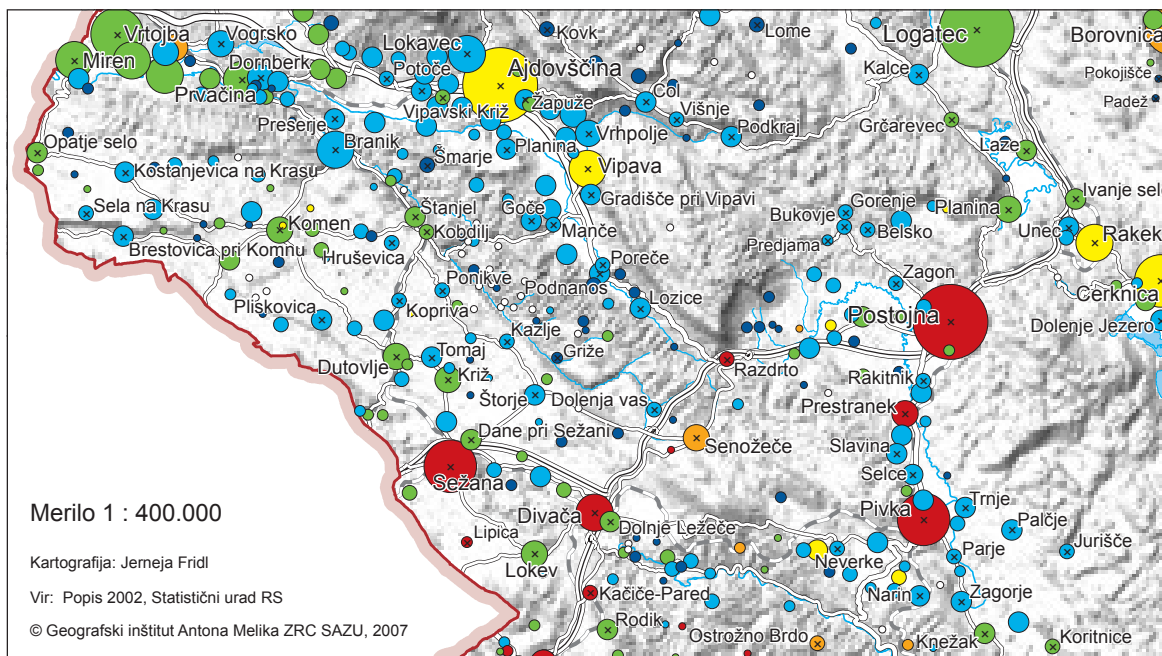 Vrtojba
Vogrsko
Lokavec
Kovk
Lome
Logatec
Borovnica
Miren
Dornberk
Potoče
Ajdovščina
Kalce
Pokojišče
Prvačina
Vipavski Križ
Žapuže
Col
Višnje
Padež
Preserje
Vrhpolje
Podkraj
Grčarevec
Opatje selo
Branik
Šmarje
Planina
Laze
Kostanjevica na Krasu
Vipava
Gradišče pri Vipavi
Ivanje selo
Sela na Krasu
Štanjel
Goče
Bukovje
Gorenje
Planina
Komen
Kobdilj
Manče
Belsko
Unec
Rakek
Brestovica pri Komnu
Hruševica
Predjama
Poreče
Ponikve
Podnanos
Zagon
Cerknica
Pliskovica
Kopriva
Lozice
Postojna
Dolenje Jezero
Kazlje
Tomaj
Griže
Razdrto
Dutovlje
Križ
Rakitnik
Štorje
Dolenja vas
Prestranek
Dane pri Sežani
Senožeče
Slavina
Sežana
Selce
Merilo 1 : 400.000
Divača
Pivka
Trnje
Dolnje Ležeče
Palčje
Lipica
Jurišče
Lokev
Neverke
Parje
Kartografija: Jerneja Fridl
Kačiče-Pared
Narin
Zagorje
Vir: Popis 2002, Statistični urad RS
Rodik
Ostrožno Brdo
Knežak
Koritnice
© Geografski inštitut Antona Melika ZRC SAZU, 2007